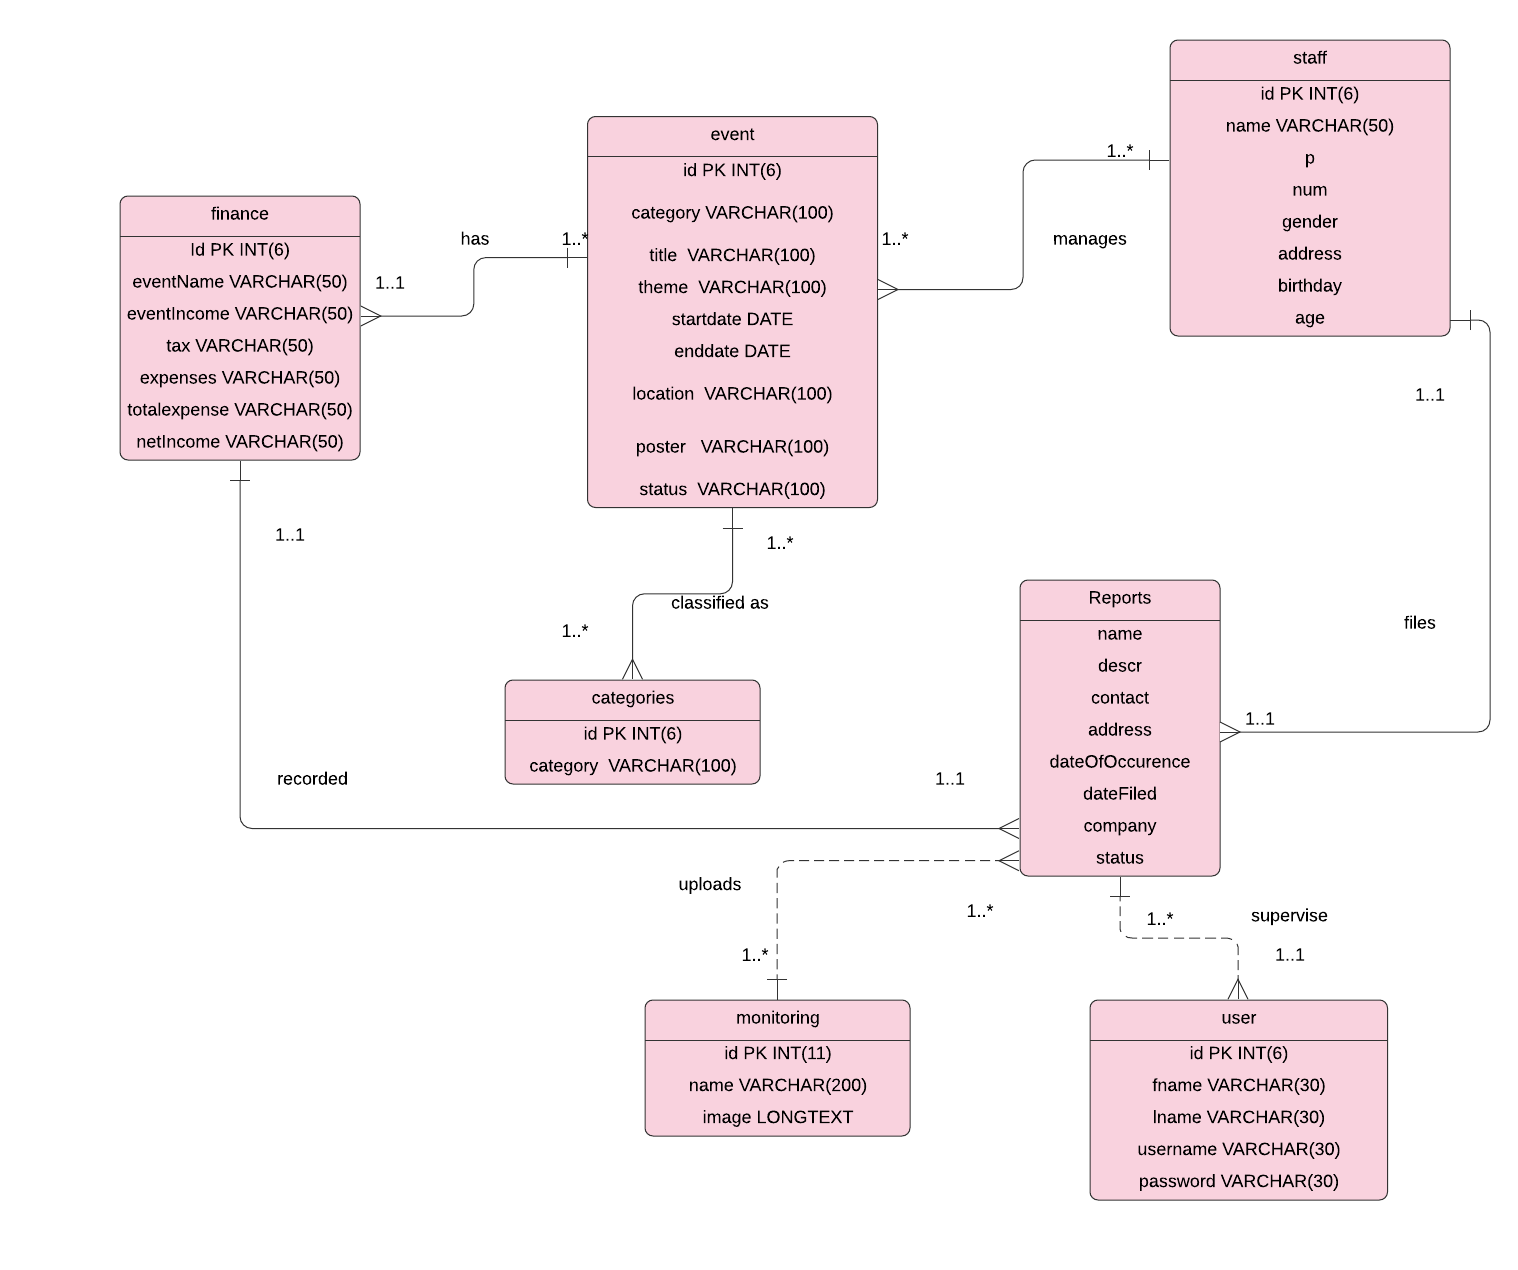 staff
id PK INT(6)
name VARCHAR(50)
p
num
gender
address
birthday
age
event
id PK INT(6)
category VARCHAR(100)
title  VARCHAR(100)
theme  VARCHAR(100)
startdate DATE
enddate DATE
location  VARCHAR(100)
poster   VARCHAR(100)
status  VARCHAR(100)
finance
Id PK INT(6)
eventName VARCHAR(50)
eventIncome VARCHAR(50)
tax VARCHAR(50)
expenses VARCHAR(50)
totalexpense VARCHAR(50)
netIncome VARCHAR(50)
has
1..*
1..1
1..*
manages
1..*
1..1
files
1..1
1..1
recorded
1..1
1..*
classified as
1..*
categories
id PK INT(6)
category  VARCHAR(100)
Reports
name
descr
contact
address
dateOfOccurence
dateFiled
company
status
uploads
1..*
1..*
1..*
supervise
1..1
monitoring
id PK INT(11)
name VARCHAR(200)
image LONGTEXT
user
id PK INT(6)
fname VARCHAR(30)
lname VARCHAR(30)
username VARCHAR(30)
password VARCHAR(30)